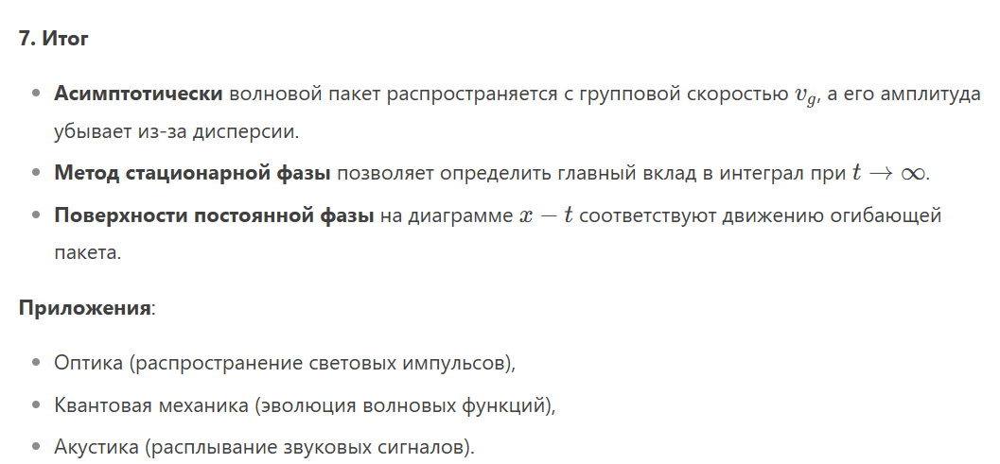 7. Итог
Асимптотически волновой пакет распространяется с групповой скоростью v_g, а его амплитуда
убывает из-за дисперсии.
Метод стационарной фазы позволяет определить главный вклад в интеграл при t → ∞.
Поверхности постоянной фазы на диаграмме x − t соответствуют движению огибающей
пакета.
Приложения:
Оптика (распространение световых импульсов),
Квантовая механика (эволюция волновых функций),
Акустика (расплывание звуковых сигналов).